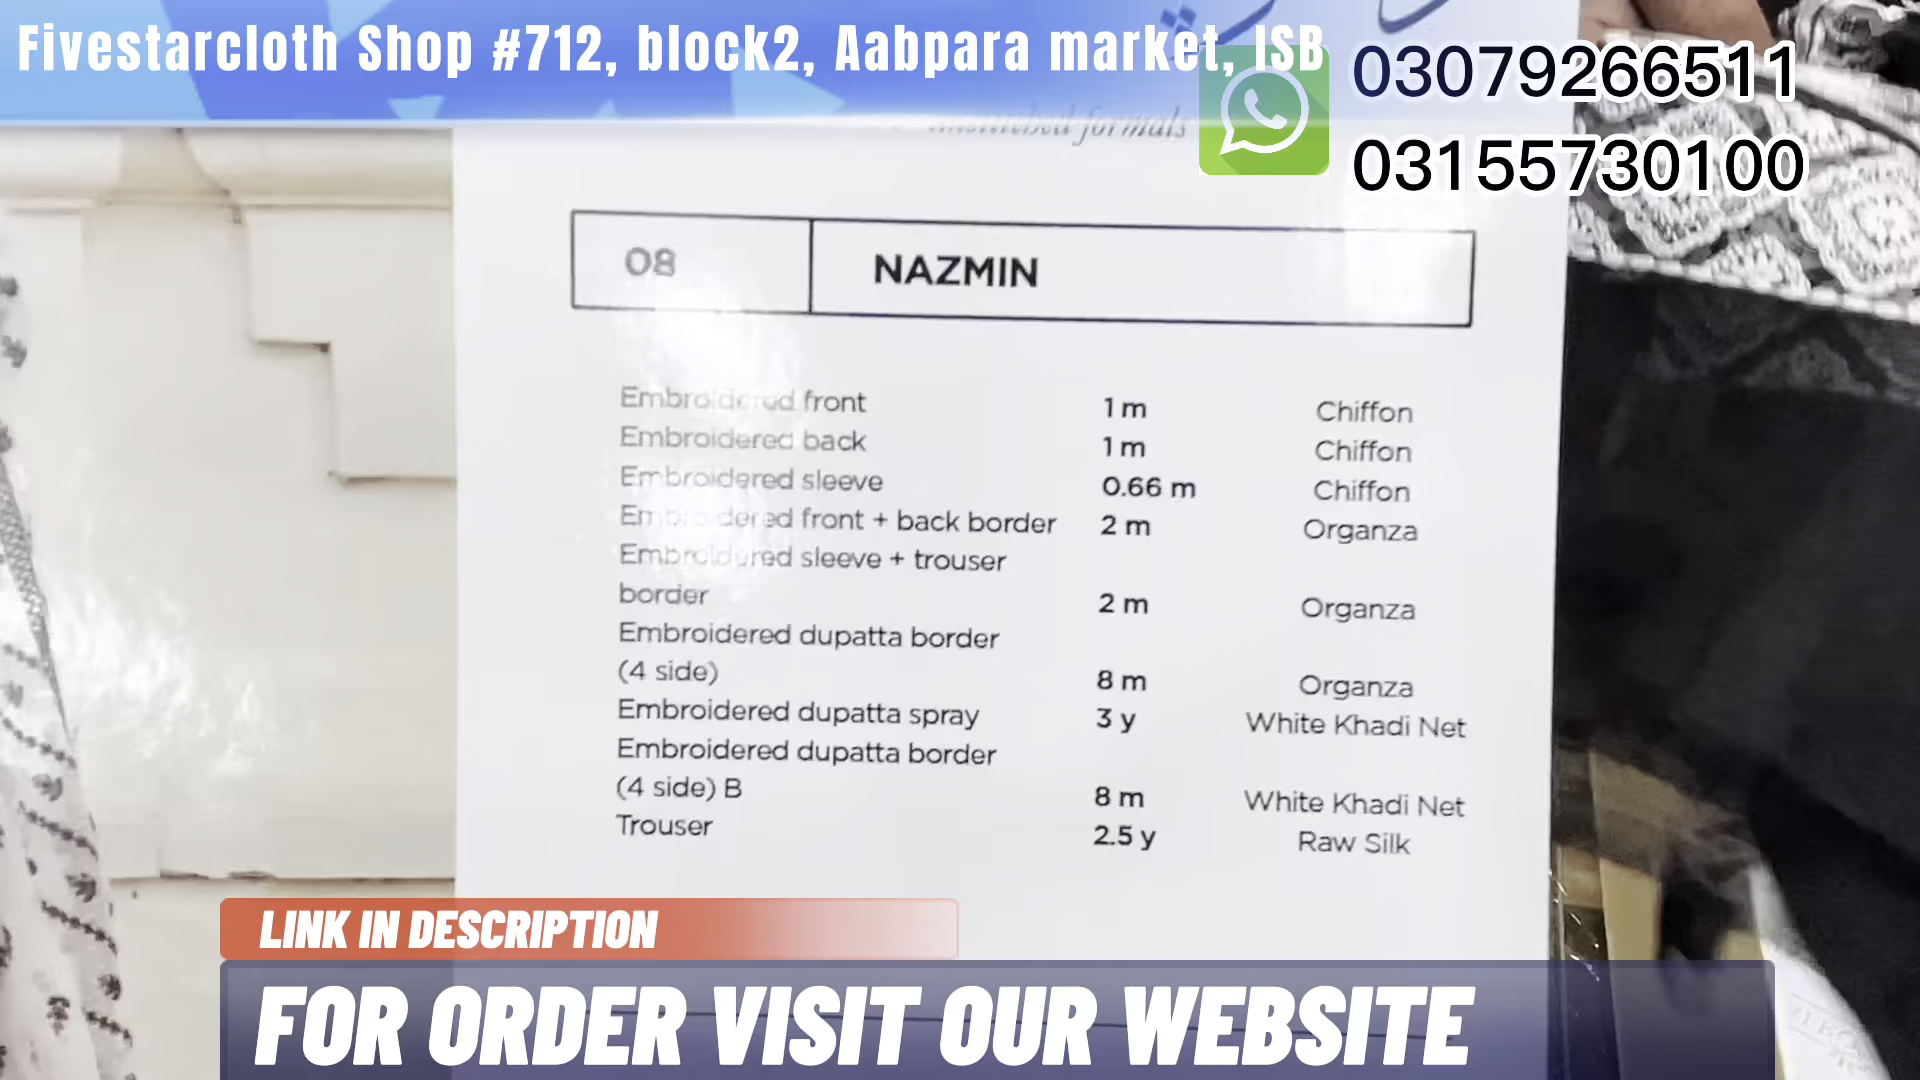 Fivestarcloth Shop #712, block2, Aabpara market, ISB
03079266511
unstitched formals
03155730100
08 NAZMIN
Embroidered front 1 m Chiffon
Embroidered back 1 m Chiffon
Embroidered sleeve 0.66 m Chiffon
Embroidered front + back border 2 m Organza
Embroidered sleeve + trouser
border 2 m Organza
Embroidered dupatta border
(4 side) 8 m Organza
Embroidered dupatta spray 3 y White Khadi Net
Embroidered dupatta border
(4 side) B 8 m White Khadi Net
Trouser 2.5 y Raw Silk
LINK IN DESCRIPTION
FOR ORDER VISIT OUR WEBSITE